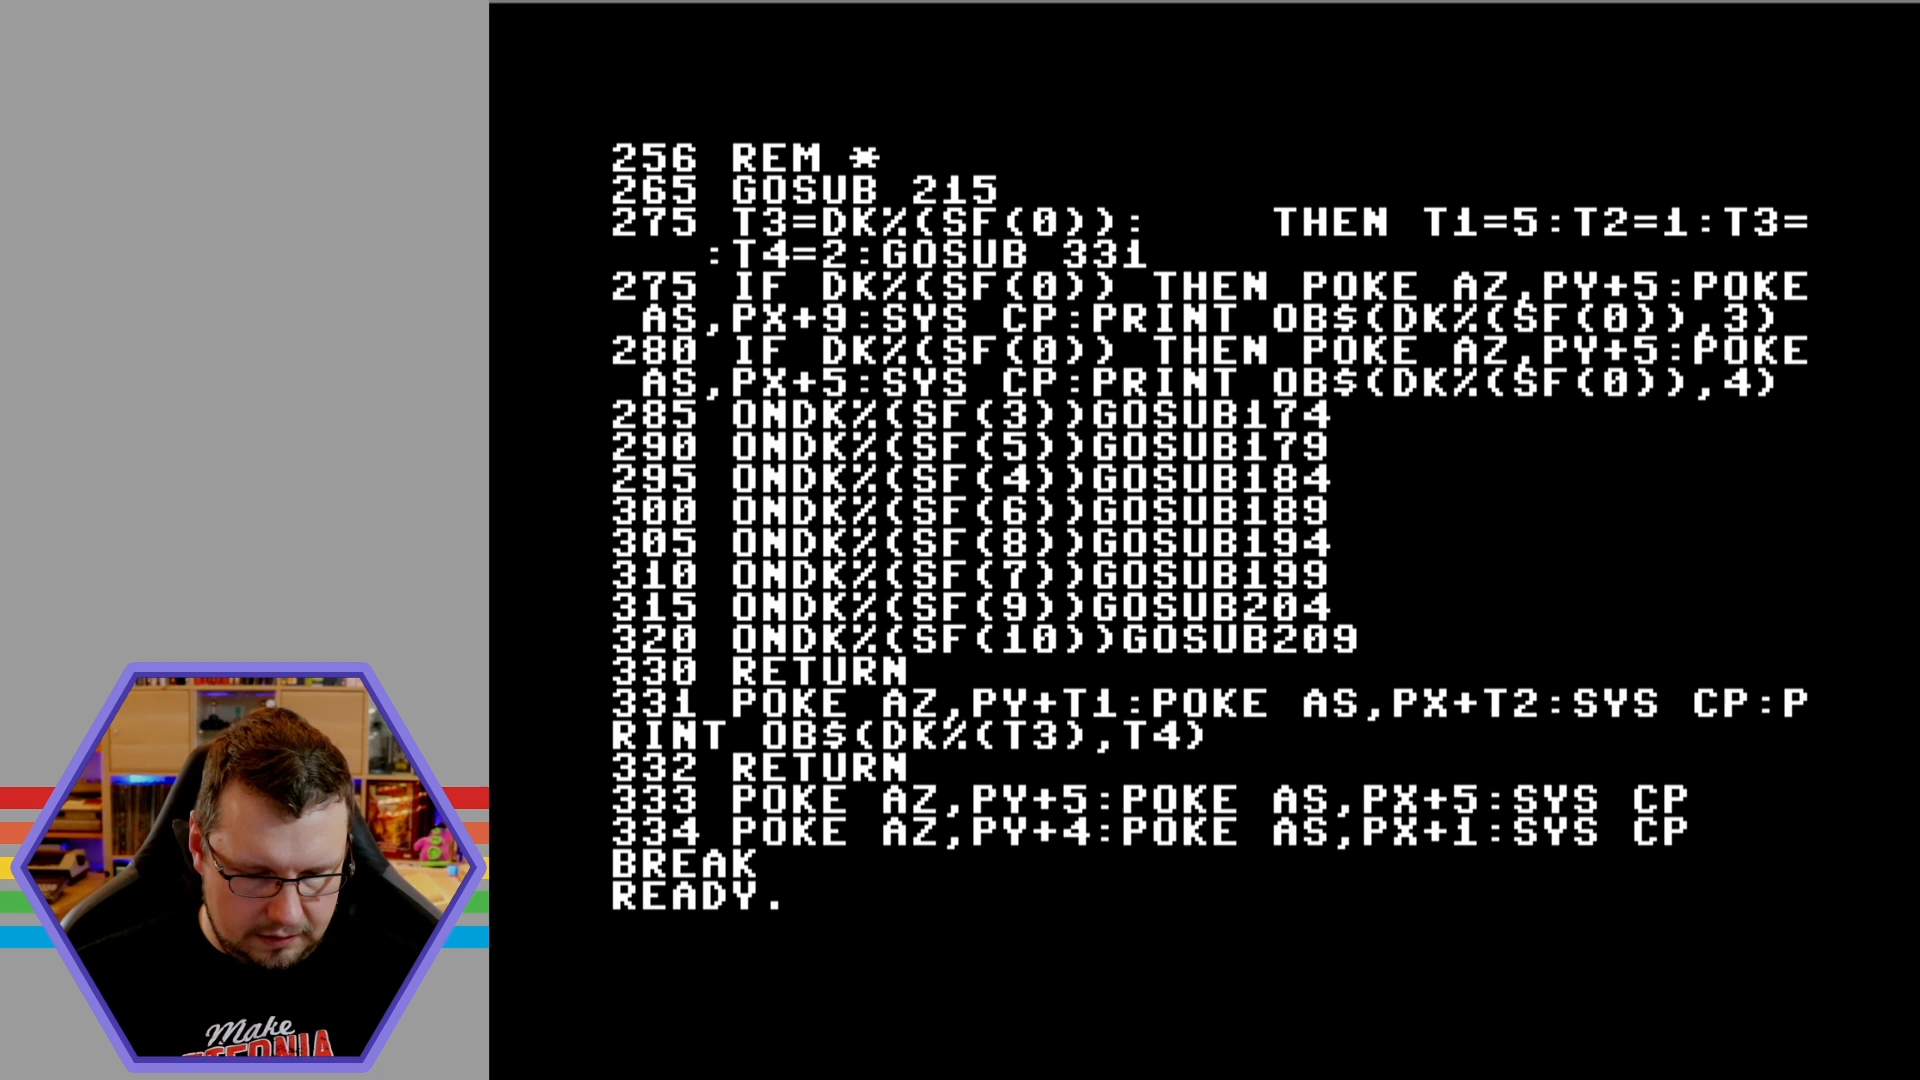 256 REM *
265 GOSUB 215
275 T3=DK%(SF(0)): THEN T1=5:T2=1:T3=
:T4=2:GOSUB 331
275 IF DK%(SF(0)) THEN POKE AZ,PY+5:POKE
AS,PX+9:SYS CP:PRINT OB$(DK%(SF(0)),3)
280 IF DK%(SF(0)) THEN POKE AZ,PY+5:POKE
AS,PX+5:SYS CP:PRINT OB$(DK%(SF(0)),4)
285 ONDK%(SF(3))GOSUB174
290 ONDK%(SF(5))GOSUB179
295 ONDK%(SF(4))GOSUB184
300 ONDK%(SF(6))GOSUB189
305 ONDK%(SF(8))GOSUB194
310 ONDK%(SF(7))GOSUB199
315 ONDK%(SF(9))GOSUB204
320 ONDK%(SF(10))GOSUB209
330 RETURN
331 POKE AZ,PY+T1:POKE AS,PX+T2:SYS CP:P
RINT OB$(DK%(T3),T4)
332 RETURN
333 POKE AZ,PY+5:POKE AS,PX+5:SYS CP
334 POKE AZ,PY+4:POKE AS,PX+1:SYS CP
BREAK
READY.
Make